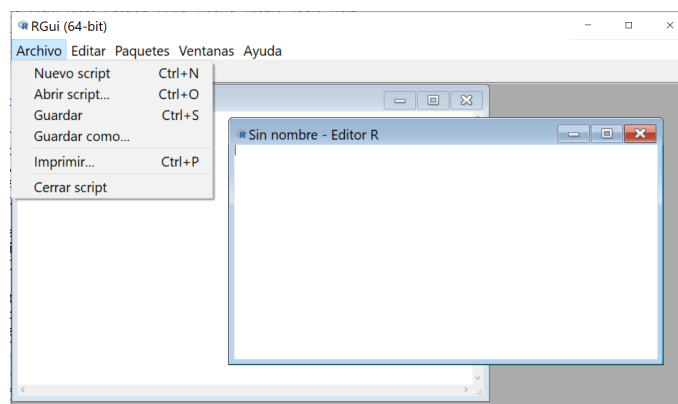 RGui (64-bit)
Archivo Editar Paquetes Ventanas Ayuda
Nuevo script Ctrl+N
Abrir script... Ctrl+O
Guardar Ctrl+S
Guardar como...
Imprimir... Ctrl+P
Cerrar script
Sin nombre - Editor R